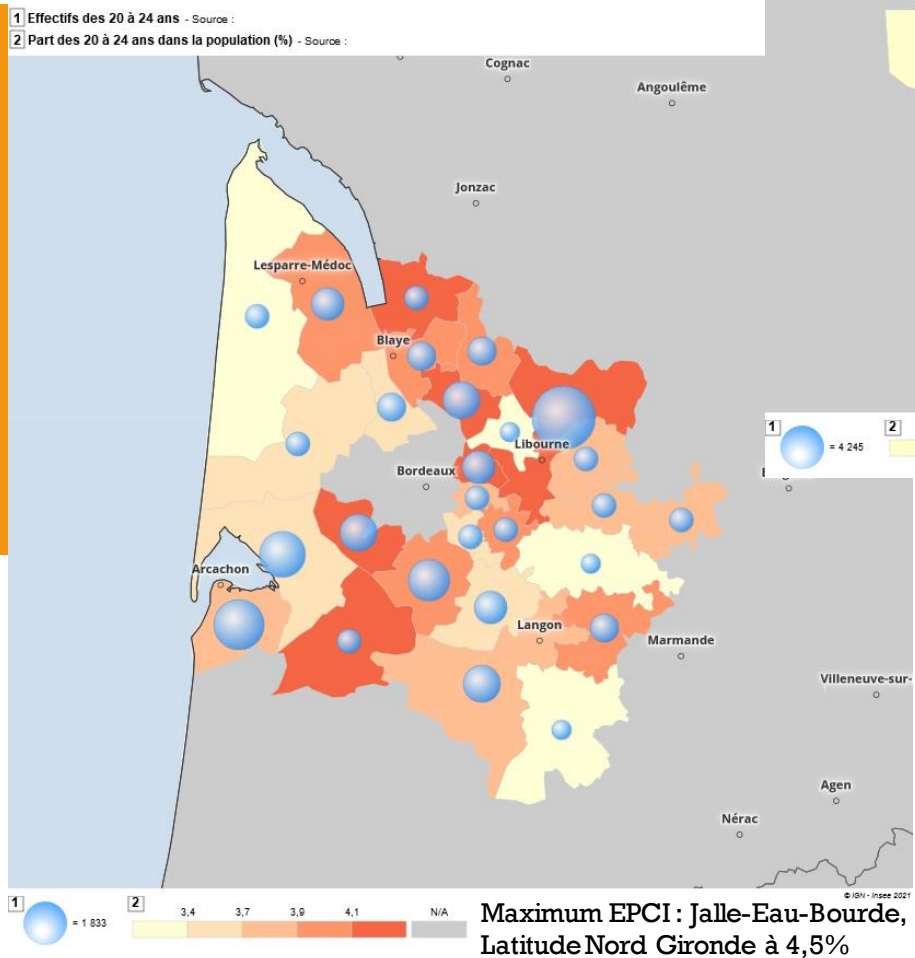 1 Effectifs des 20 à 24 ans - Source :
2 Part des 20 à 24 ans dans la population (%) - Source :
Cognac
Angoulême
Jonzac
Lesparre-Médoc
Blaye
Libourne
1
= 4 245
2
Bordeaux
Arcachon
Langon
Marmande
Villeneuve-sur-
Agen
Nérac
© IGN - Insee 2021
1
= 1 833
2
3,4 3,7 3,9 4,1 N/A
Maximum EPCI : Jalle-Eau-Bourde,
Latitude Nord Gironde à 4,5%